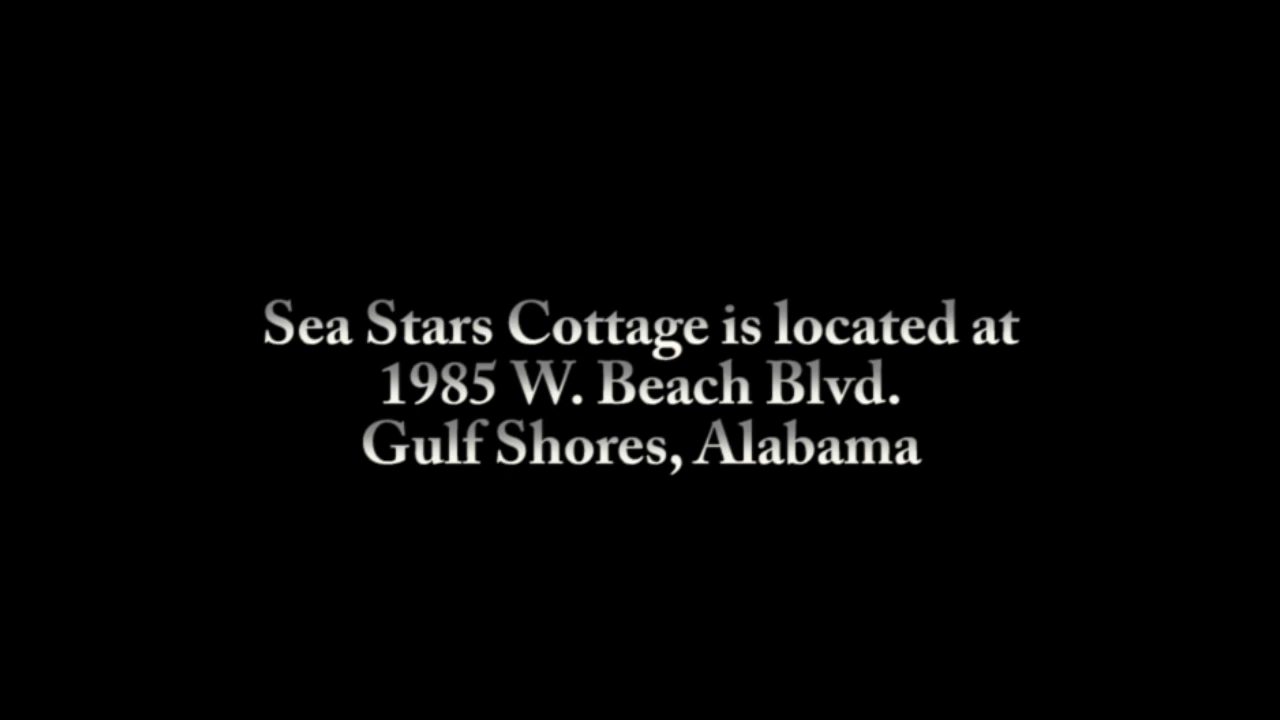 Sea Stars Cottage is located at
1985 W. Beach Blvd.
Gulf Shores, Alabama